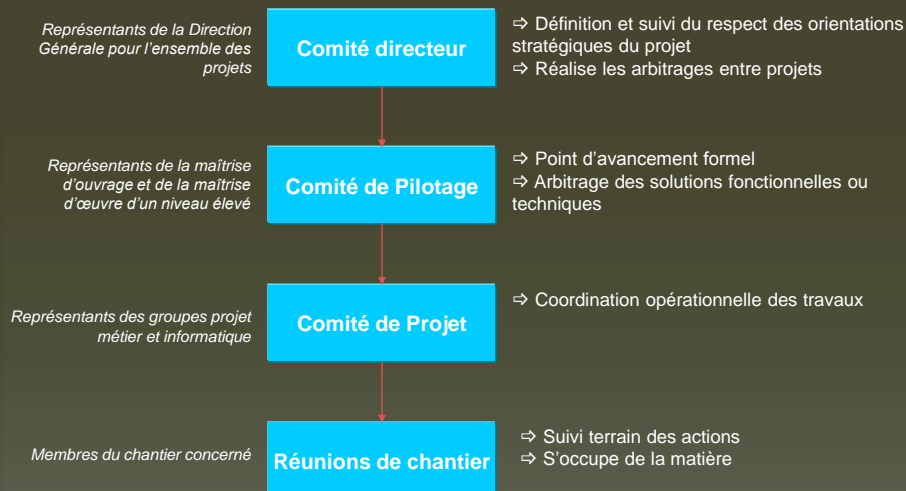 Représentants de la Direction
Générale pour l'ensemble des
projets
Comité directeur
⇨ Définition et suivi du respect des orientations
stratégiques du projet
⇨ Réalise les arbitrages entre projets
Représentants de la maîtrise
d'ouvrage et de la maîtrise
d'œuvre d'un niveau élevé
Comité de Pilotage
⇨ Point d'avancement formel
⇨ Arbitrage des solutions fonctionnelles ou
techniques
Représentants des groupes projet
métier et informatique
Comité de Projet
⇨ Coordination opérationnelle des travaux
Membres du chantier concerné
Réunions de chantier
⇨ Suivi terrain des actions
⇨ S'occupe de la matière